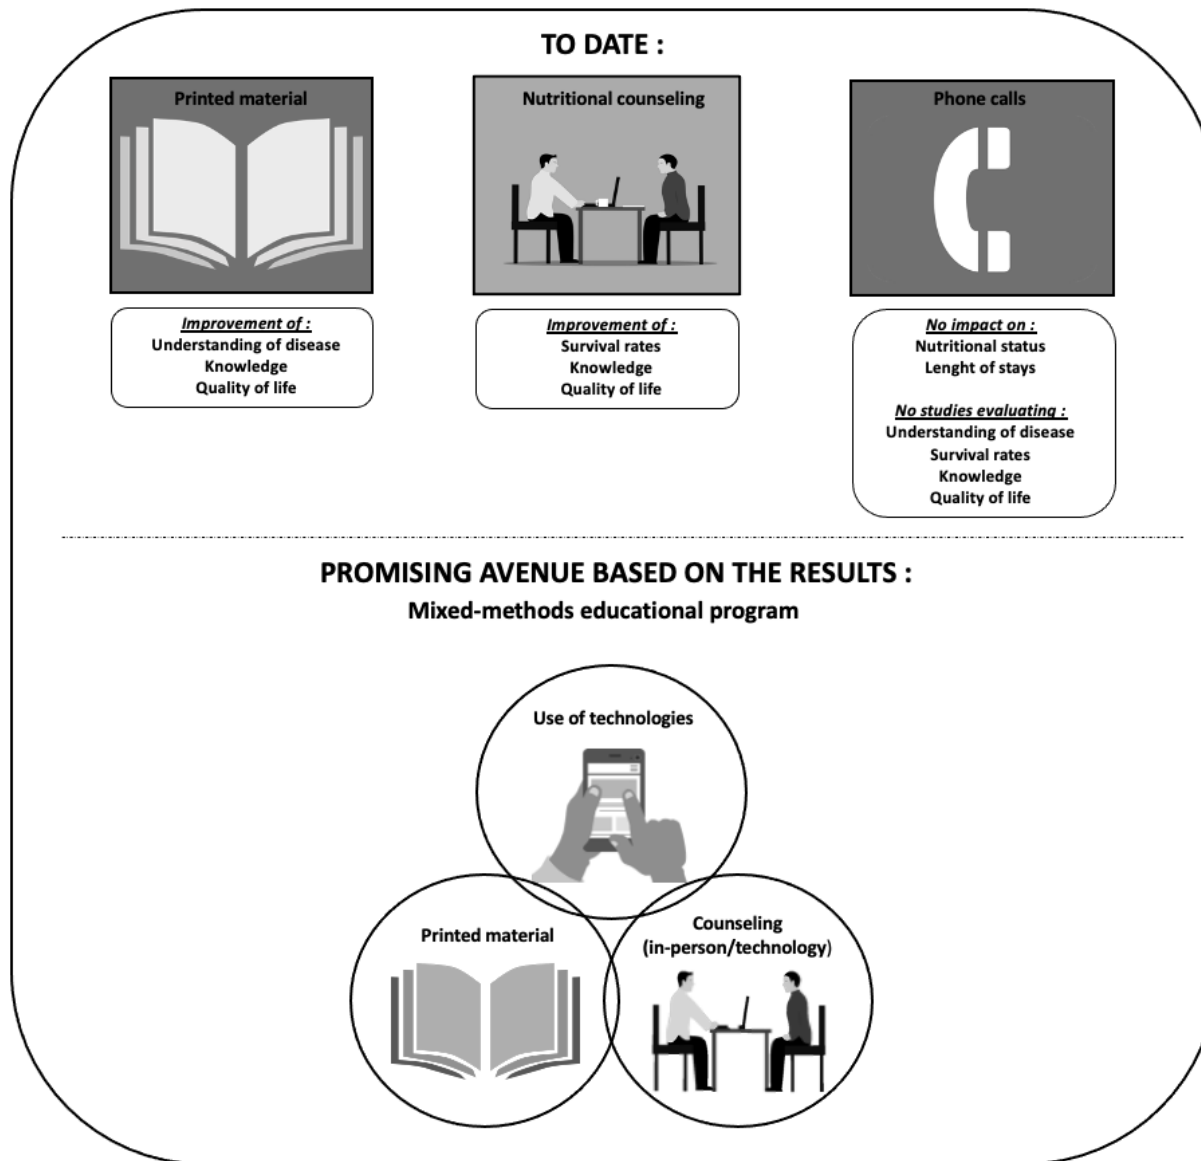 TO DATE :
Printed material
Improvement of :
Understanding of disease
Knowledge
Quality of life
Nutritional counseling
Improvement of :
Survival rates
Knowledge
Quality of life
Phone calls
No impact on :
Nutritional status
Lenght of stays
No studies evaluating :
Understanding of disease
Survival rates
Knowledge
Quality of life
PROMISING AVENUE BASED ON THE RESULTS :
Mixed-methods educational program
Use of technologies
Printed material
Counseling
(in-person/technology)